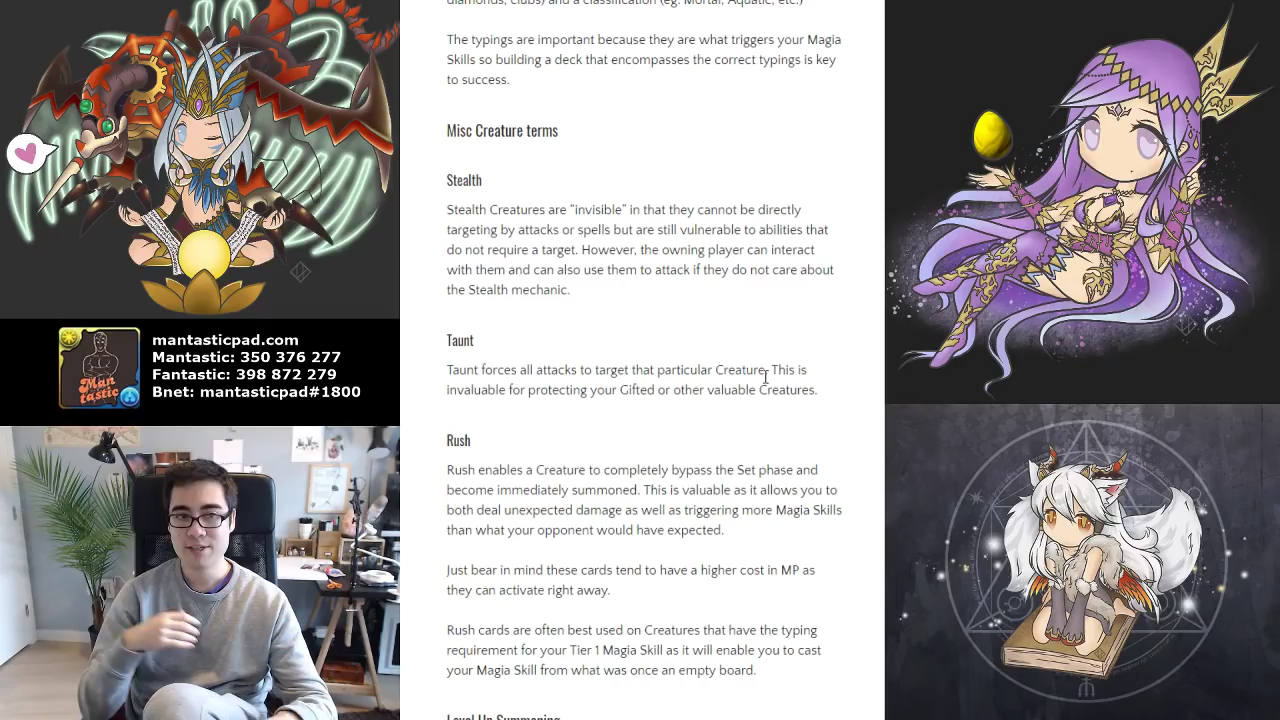 diamonds, clubs) and a classification (eg. Mortal, Aquatic, etc.)
The typings are important because they are what triggers your Magia
Skills so building a deck that encompasses the correct typings is key
to success.
Misc Creature terms
Stealth
Stealth Creatures are "invisible" in that they cannot be directly
targeting by attacks or spells but are still vulnerable to abilities that
do not require a target. However, the owning player can interact
with them and can also use them to attack if they do not care about
the Stealth mechanic.
Taunt
Taunt forces all attacks to target that particular Creature. This is
invaluable for protecting your Gifted or other valuable Creatures.
Rush
Rush enables a Creature to completely bypass the Set phase and
become immediately summoned. This is valuable as it allows you to
both deal unexpected damage as well as triggering more Magia Skills
than what your opponent would have expected.
Just bear in mind these cards tend to have a higher cost in MP as
they can activate right away.
Rush cards are often best used on Creatures that have the typing
requirement for your Tier 1 Magia Skill as it will enable you to cast
your Magia Skill from what was once an empty board.
Level Up Summoning
mantasticpad.com
Mantastic: 350 376 277
Fantastic: 398 872 279
Bnet: mantasticpad#1800
Man
tastic